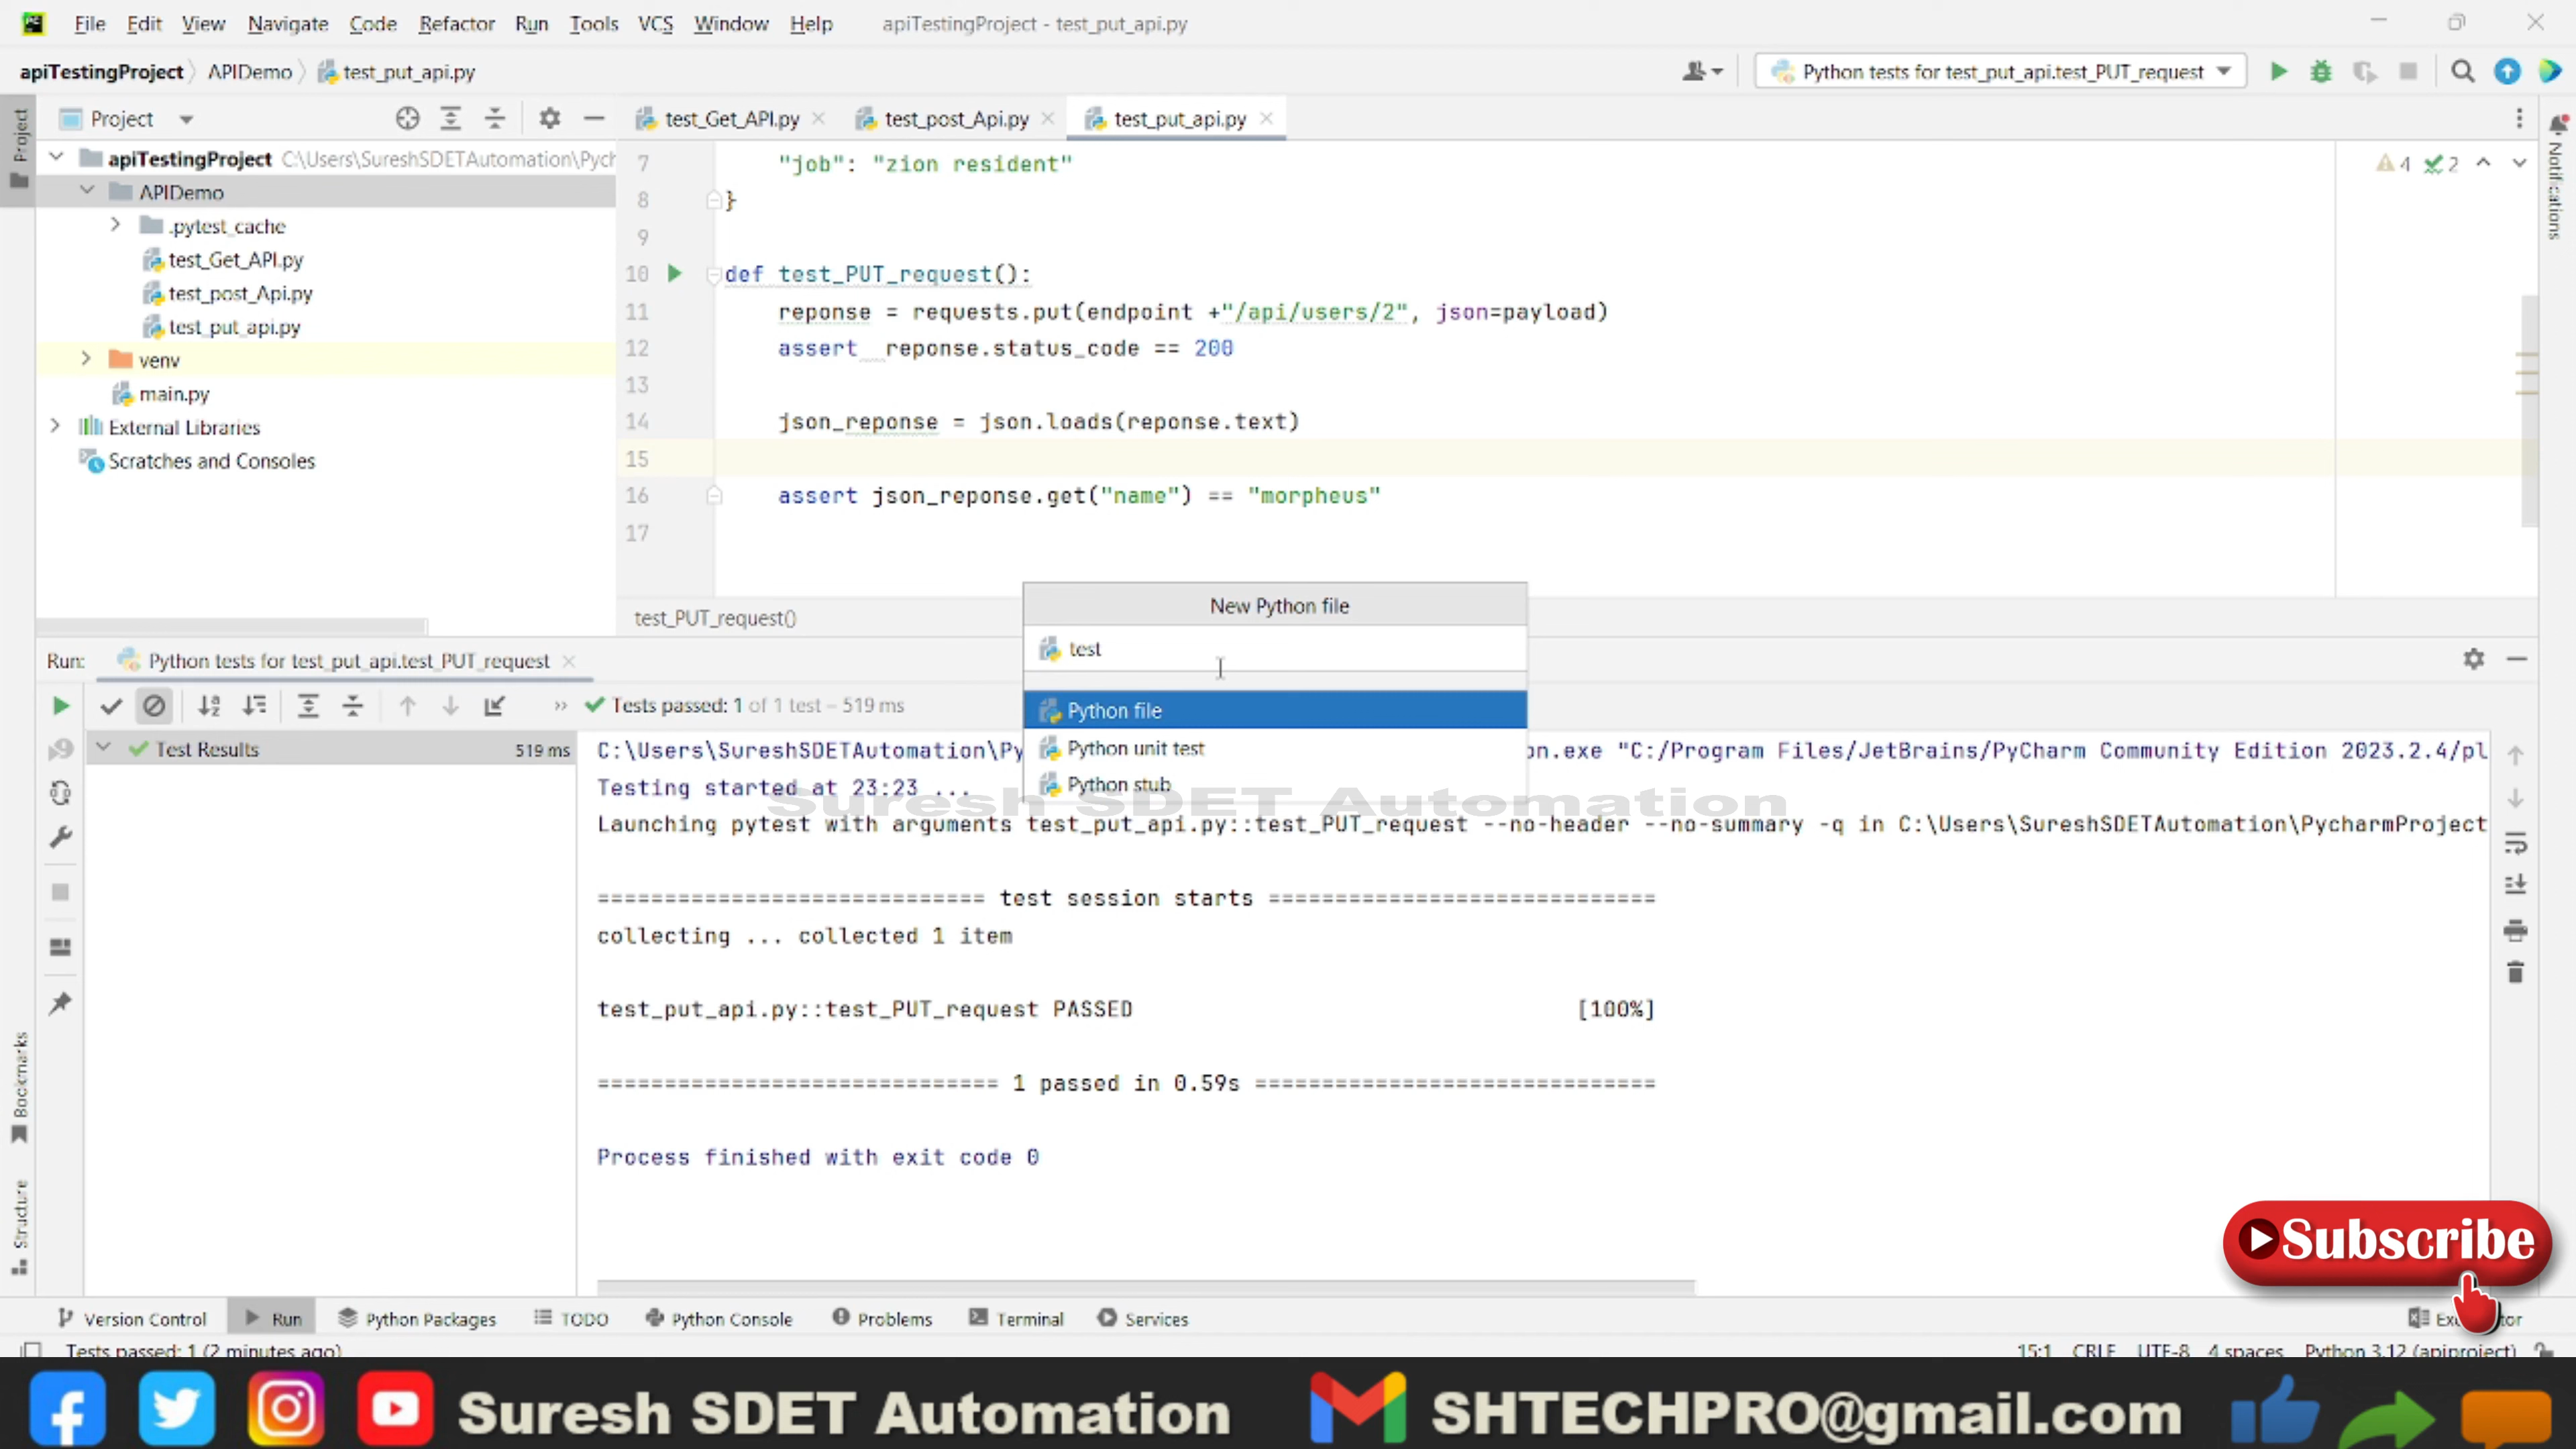 File Edit View Navigate Code Refactor Run Tools VCS Window Help apiTestingProject - test_put_api.py
apiTestingProject APIDemo test_put_api.py
Python tests for test_put_api.test_PUT_request
Project
test_Get_API.py test_post_Api.py test_put_api.py
Project
Notifications
apiTestingProject C:\Users\SureshSDETAutomation\Pych
APIDemo
.pytest_cache
test_Get_API.py
test_post_Api.py
test_put_api.py
venv
main.py
External Libraries
Scratches and Consoles
4 2
7 "job": "zion resident"
8 }
9
10 def test_PUT_request():
11 reponse = requests.put(endpoint +"/api/users/2", json=payload)
12 assert reponse.status_code == 200
13
14 json_reponse = json.loads(reponse.text)
15
16 assert json_reponse.get("name") == "morpheus"
17
test_PUT_request()
New Python file
test
Python file
Python unit test
Python stub
Run: Python tests for test_put_api.test_PUT_request
Tests passed: 1 of 1 test – 519 ms
Test Results 519 ms
C:\Users\SureshSDETAutomation\Py on.exe "C:/Program Files/JetBrains/PyCharm Community Edition 2023.2.4/pl
Testing started at 23:23 ...
Suresh SDET Automation
Launching pytest with arguments test_put_api.py::test_PUT_request --no-header --no-summary -q in C:\Users\SureshSDETAutomation\PycharmProject
============================= test session starts =============================
collecting ... collected 1 item
test_put_api.py::test_PUT_request PASSED [100%]
============================== 1 passed in 0.59s ==============================
Process finished with exit code 0
Bookmarks
Structure
Subscribe
Version Control Run Python Packages TODO Python Console Problems Terminal Services
Tests passed: 1 (2 minutes ago)
15:1 CRLF UTF-8 4 spaces Python 3.12 (apiproject)
Suresh SDET Automation SHTECHPRO@gmail.com